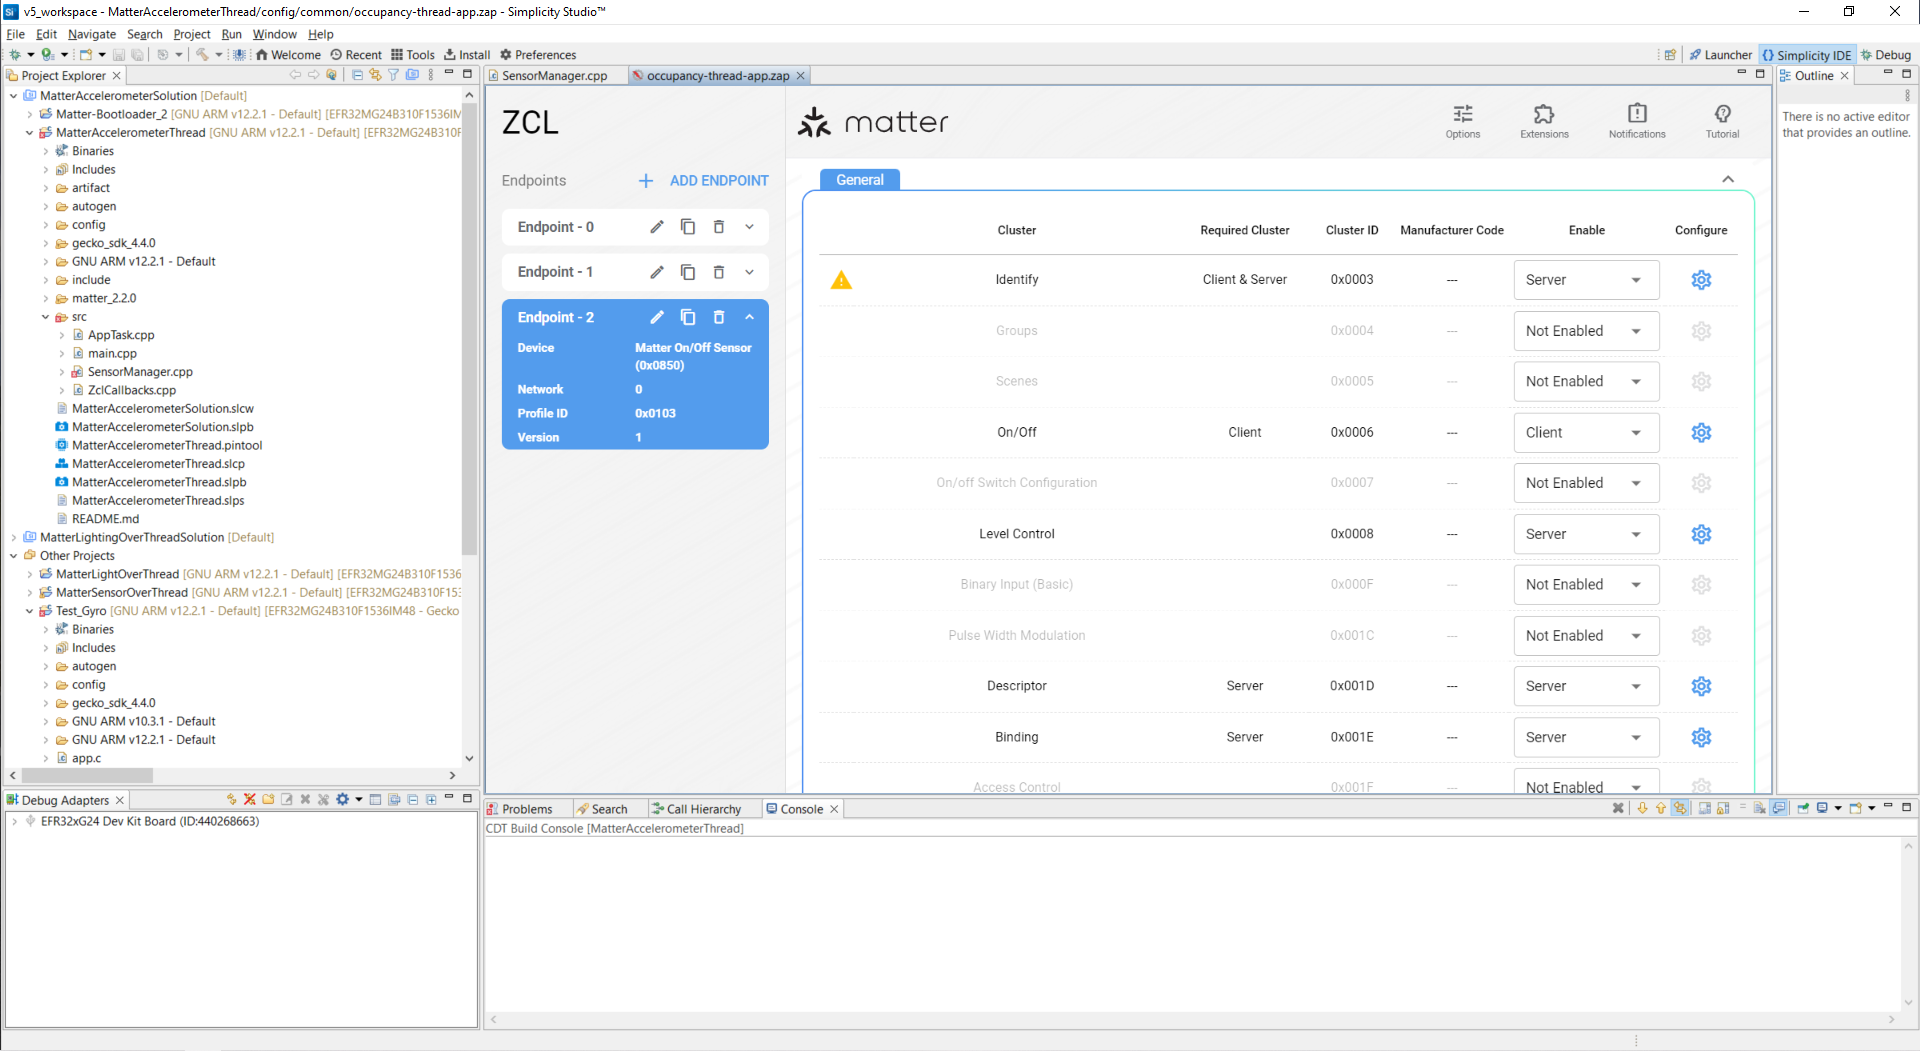 v5_workspace - MatterAccelerometerThread/config/common/occupancy-thread-app.zap - Simplicity Studio™
File Edit Navigate Search Project Run Window Help
Welcome Recent Tools Install Preferences
Launcher Simplicity IDE Debug
Project Explorer
MatterAccelerometerSolution [Default]
Matter-Bootloader_2 [GNU ARM v12.2.1 - Default] [EFR32MG24B310F1536IM
MatterAccelerometerThread [GNU ARM v12.2.1 - Default] [EFR32MG24B310F
Binaries
Includes
artifact
autogen
config
gecko_sdk_4.4.0
GNU ARM v12.2.1 - Default
include
matter_2.2.0
src
AppTask.cpp
main.cpp
SensorManager.cpp
ZclCallbacks.cpp
MatterAccelerometerSolution.slcw
MatterAccelerometerSolution.slpb
MatterAccelerometerThread.pintool
MatterAccelerometerThread.slcp
MatterAccelerometerThread.slpb
MatterAccelerometerThread.slps
README.md
MatterLightingOverThreadSolution [Default]
Other Projects
MatterLightOverThread [GNU ARM v12.2.1 - Default] [EFR32MG24B310F1536
MatterSensorOverThread [GNU ARM v12.2.1 - Default] [EFR32MG24B310F153
Test_Gyro [GNU ARM v12.2.1 - Default] [EFR32MG24B310F1536IM48 - Gecko
Binaries
Includes
autogen
config
gecko_sdk_4.4.0
GNU ARM v10.3.1 - Default
GNU ARM v12.2.1 - Default
app.c
Debug Adapters
EFR32xG24 Dev Kit Board (ID:440268663)
SensorManager.cpp
occupancy-thread-app.zap
ZCL
matter
Options
Extensions
Notifications
Tutorial
Endpoints
ADD ENDPOINT
Endpoint - 0
Endpoint - 1
Endpoint - 2
Device Matter On/Off Sensor (0x0850)
Network 0
Profile ID 0x0103
Version 1
General
Cluster Required Cluster Cluster ID Manufacturer Code Enable Configure
Identify Client & Server 0x0003 --- Server
Groups 0x0004 --- Not Enabled
Scenes 0x0005 --- Not Enabled
On/Off Client 0x0006 --- Client
On/off Switch Configuration 0x0007 --- Not Enabled
Level Control 0x0008 --- Server
Binary Input (Basic) 0x000F --- Not Enabled
Pulse Width Modulation 0x001C --- Not Enabled
Descriptor Server 0x001D --- Server
Binding Server 0x001E --- Server
Access Control 0x001F --- Not Enabled
Problems
Search
Call Hierarchy
Console
CDT Build Console [MatterAccelerometerThread]
Outline
There is no active editor
that provides an outline.